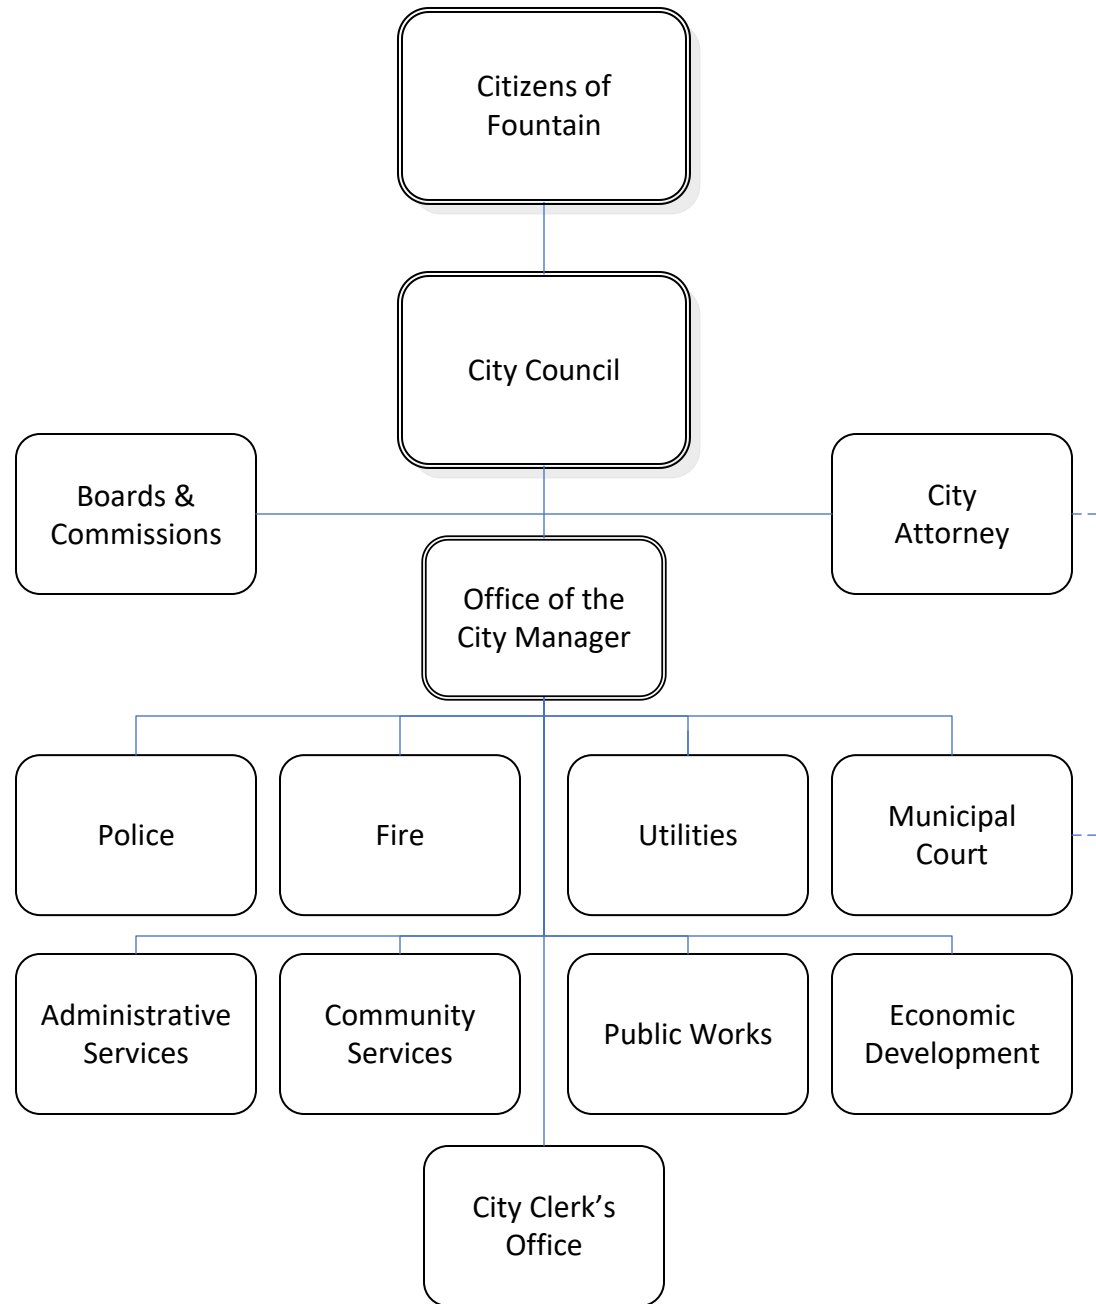 Citizens of
Fountain
City Council
Boards &
Commissions
City
Attorney
Office of the
City Manager
Police
Fire
Utilities
Municipal
Court
Administrative
Services
Community
Services
Public Works
Economic
Development
City Clerk’s
Office